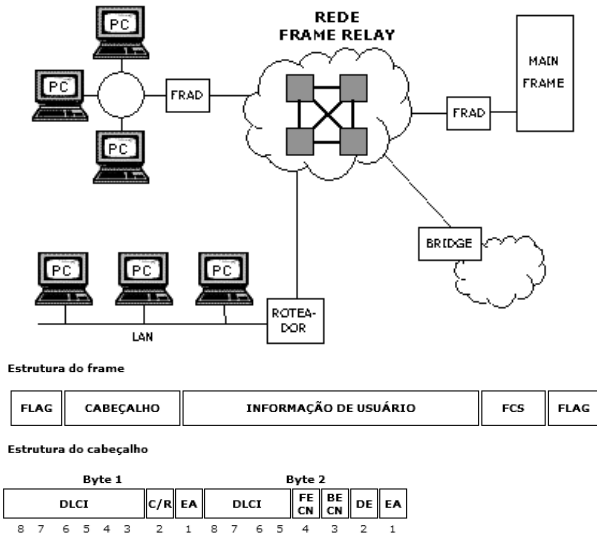 REDE
FRAME RELAY
PC
PC
PC
FRAD
FRAD
MAIN
FRAME
BRIDGE
PC
PC
PC
LAN
ROTEA-
DOR
Estrutura do frame
FLAG CABEÇALHO INFORMAÇÃO DE USUÁRIO FCS FLAG
Estrutura do cabeçalho
Byte 1 Byte 2
DLCI C/R EA DLCI FE CN BE CN DE EA
8 7 6 5 4 3 2 1 8 7 6 5 4 3 2 1